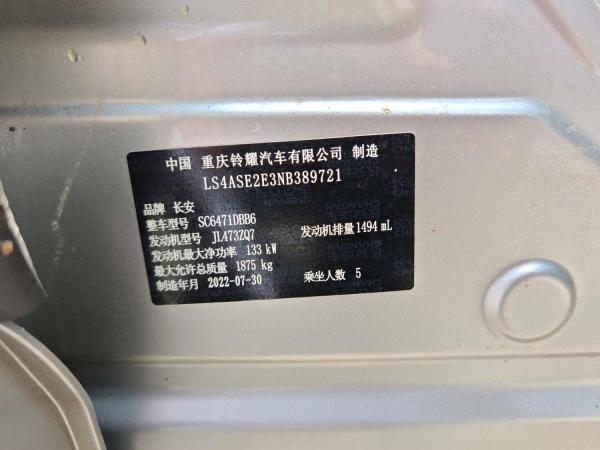 中国 重庆铃耀汽车有限公司 制造
LS4ASE2E3NB389721
品牌 长安
整车型号 SC6471DBB6
发动机型号 JL473ZQ7 发动机排量 1494 mL
发动机最大净功率 133 kW
最大允许总质量 1875 kg
制造年月 2022-07-30 乘坐人数 5